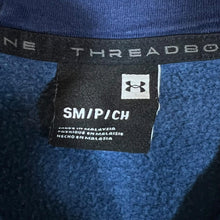 NE THREADBO
SM/P/CH
MADE IN MALAYSIA
FABRIQUÉ EN MALAISIE
HECHO EN MALASIA